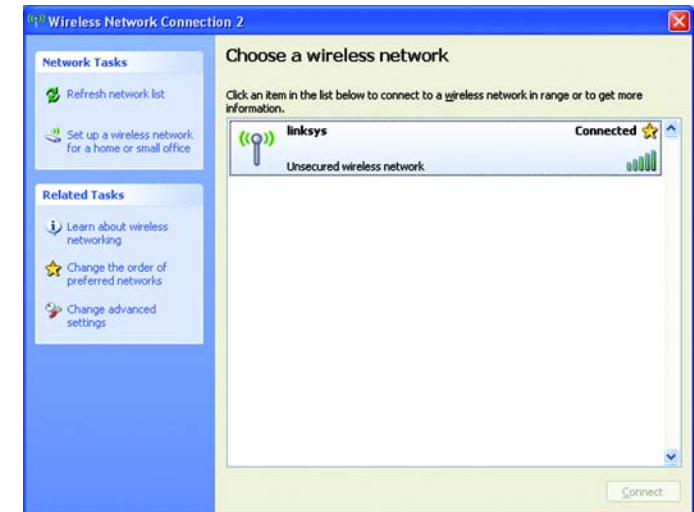 Wireless Network Connection 2
Network Tasks
Refresh network list
Set up a wireless network
for a home or small office
Related Tasks
Learn about wireless
networking
Change the order of
preferred networks
Change advanced
settings
Choose a wireless network
Click an item in the list below to connect to a wireless network in range or to get more
information.
linksys
Connected
Unsecured wireless network
Connect